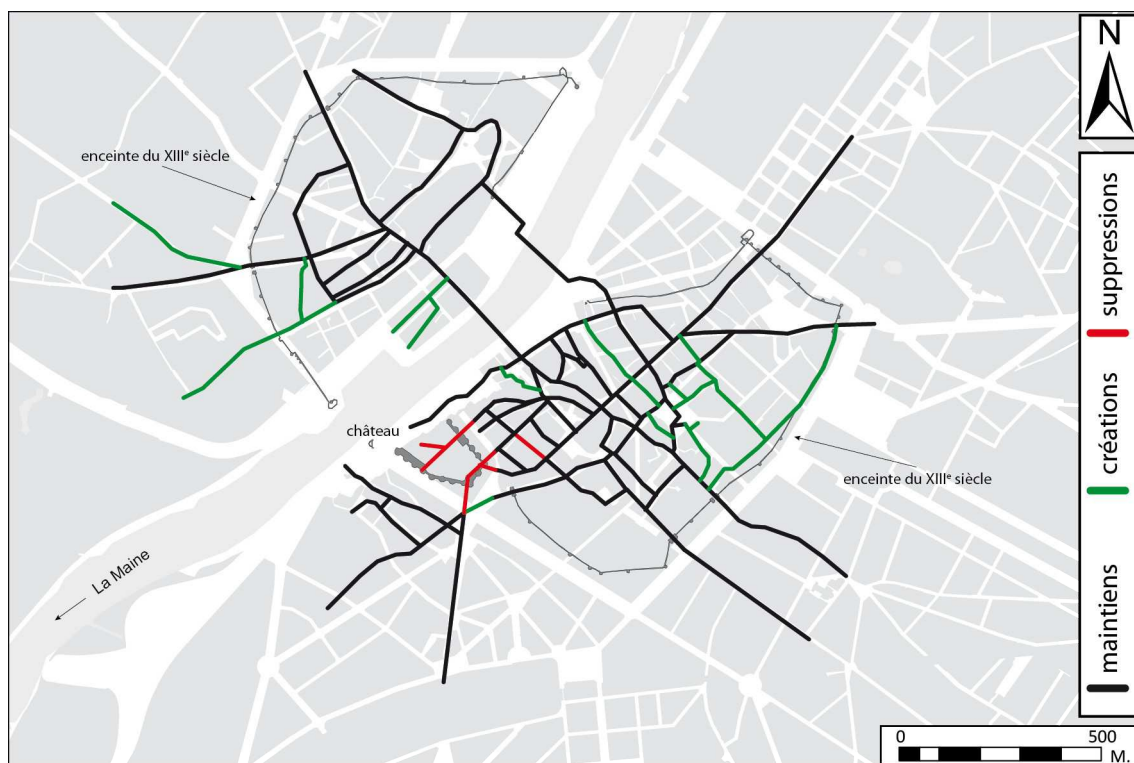 N
enceinte du XIIIᵉ siècle
château
enceinte du XIIIᵉ siècle
La Maine
suppressions
créations
maintiens
0 500
M.